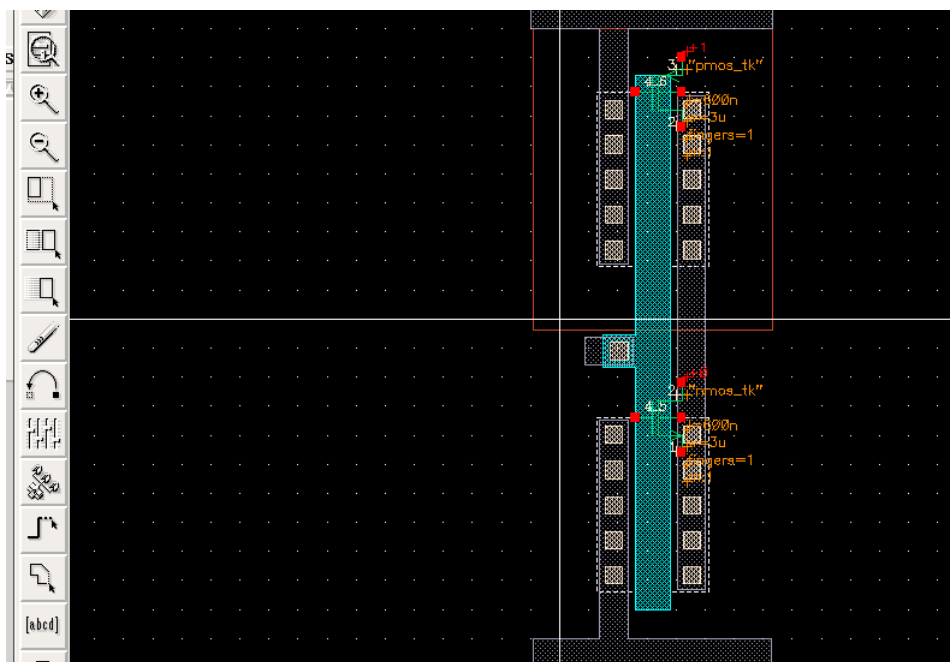 +1
3
"pmos_tk"
4.6
l=600n
2
w=3u
fingers=1
+0
2
"nmos_tk"
4.5
l=600n
1
w=3u
fingers=1
[abcd]